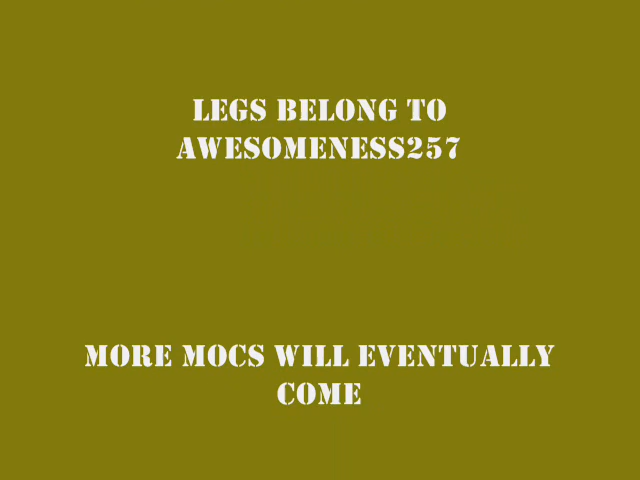 LEGS BELONG TO
AWESOMENESS257
MORE MOCS WILL EVENTUALLY
COME